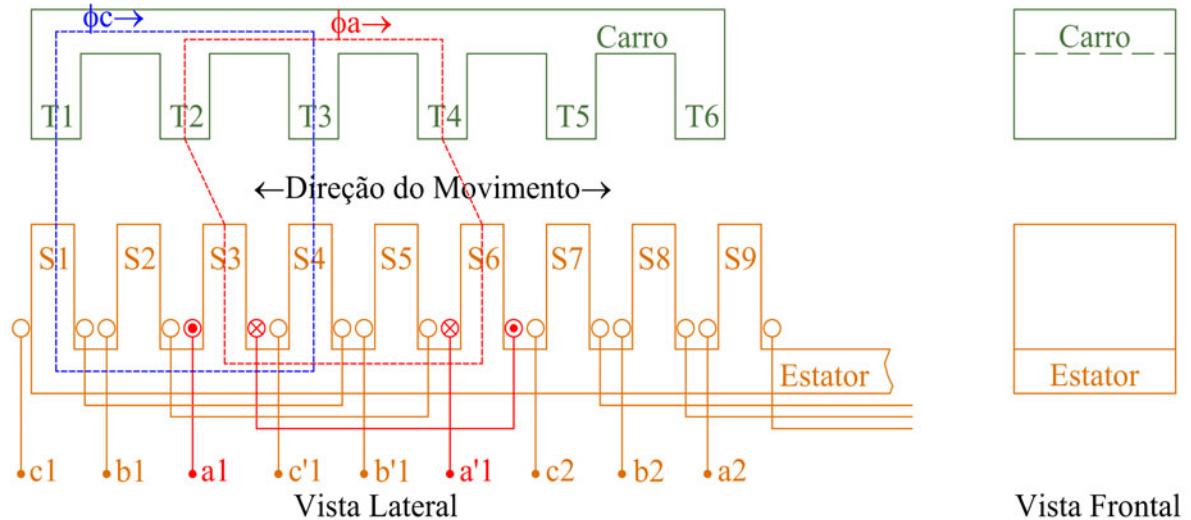 ϕc→ ϕa→
Carro Carro
T1 T2 T3 T4 T5 T6
←Direção do Movimento→
S1 S2 S3 S4 S5 S6 S7 S8 S9
Estator Estator
c1 b1 a1 c'1 b'1 a'1 c2 b2 a2
Vista Lateral Vista Frontal